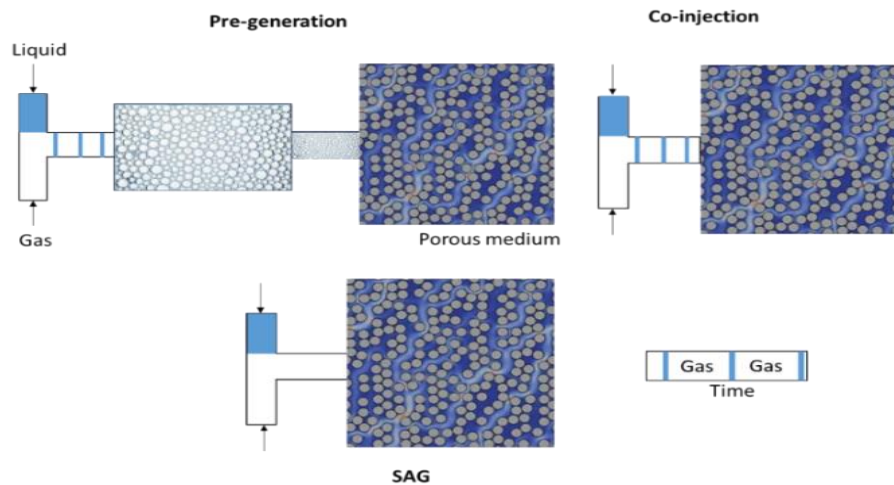 Pre-generation
Co-injection
Liquid
Gas
Porous medium
Gas
Gas
Time
SAG